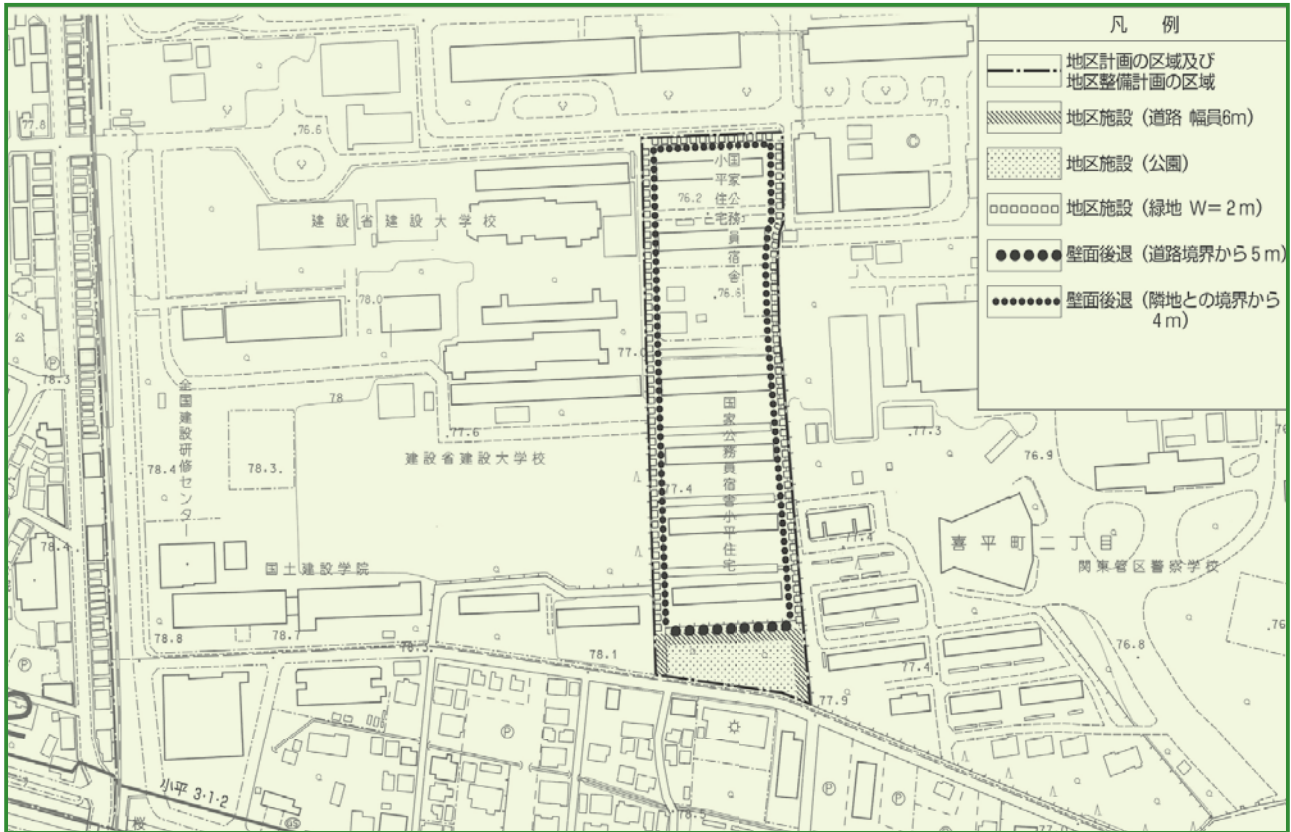 凡 例
地区計画の区域及び
地区整備計画の区域
地区施設（道路 幅員6m）
地区施設（公園）
地区施設（緑地 W＝2m）
壁面後退（道路境界から5m）
壁面後退（隣地との境界から
4m）
77.8
76.6
77.0
国家公務員宿舎
小平住宅
76.2
建設省建設大学校
76.6
78.0
77.0
公
P
78.3
78
全国建設研修センター
77.6
77.3
76.9
国家公務員宿舎小平住宅
建設省建設大学校
78.4
78.3
77.4
78.4
77.4
喜平町二丁目
関東管区警察学校
国土建設学院
78.8
78.7
78.1
76.8
77.4
77.9
P
P
小平 3・1・2
P
P
GS
桜
78.5
77.0